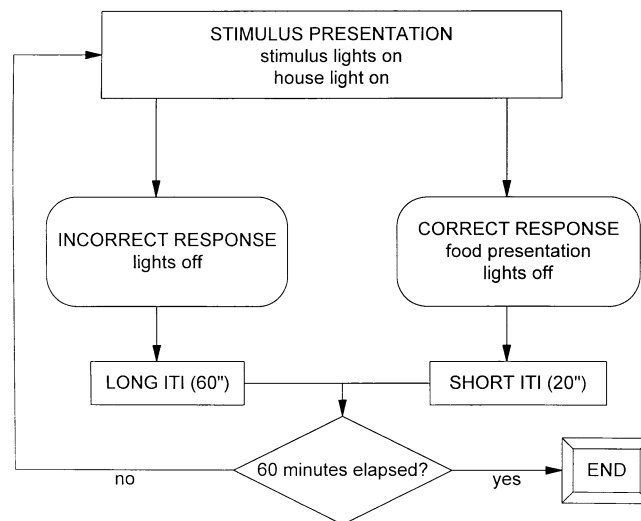 STIMULUS PRESENTATION
stimulus lights on
house light on
INCORRECT RESPONSE
lights off
CORRECT RESPONSE
food presentation
lights off
LONG ITI (60")
SHORT ITI (20")
60 minutes elapsed?
no
yes
END